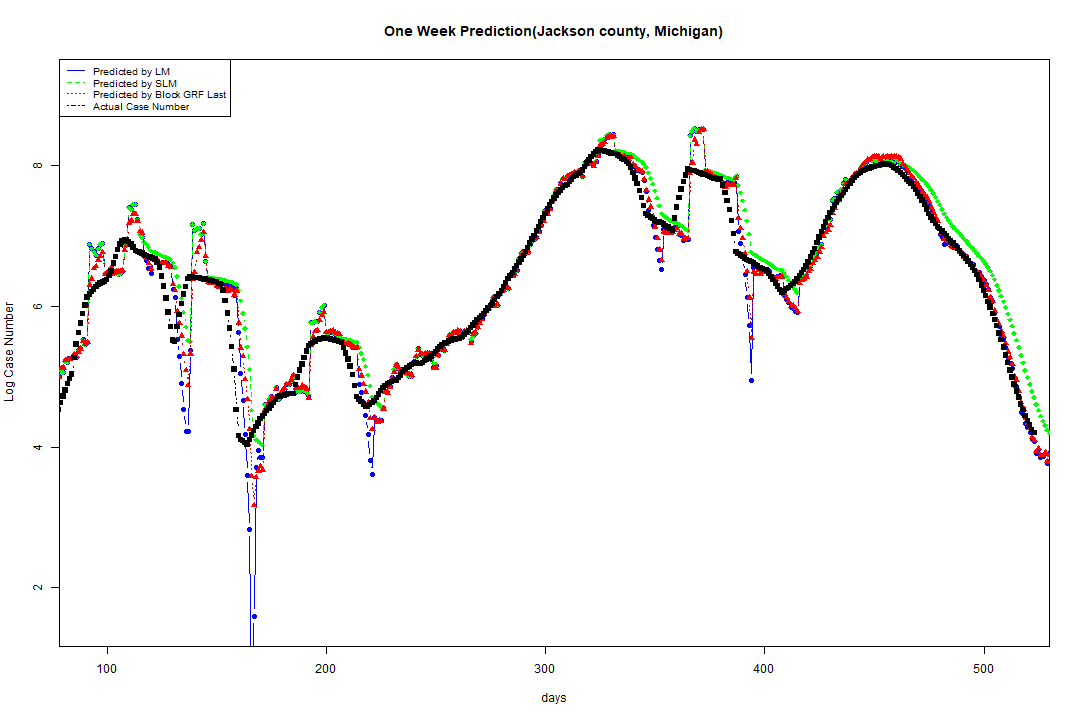 One Week Prediction(Jackson county, Michigan)
Predicted by LM
Predicted by SLM
Predicted by Block GRF Last
Actual Case Number
8
6
4
2
Log Case Number
100 200 300 400 500
days